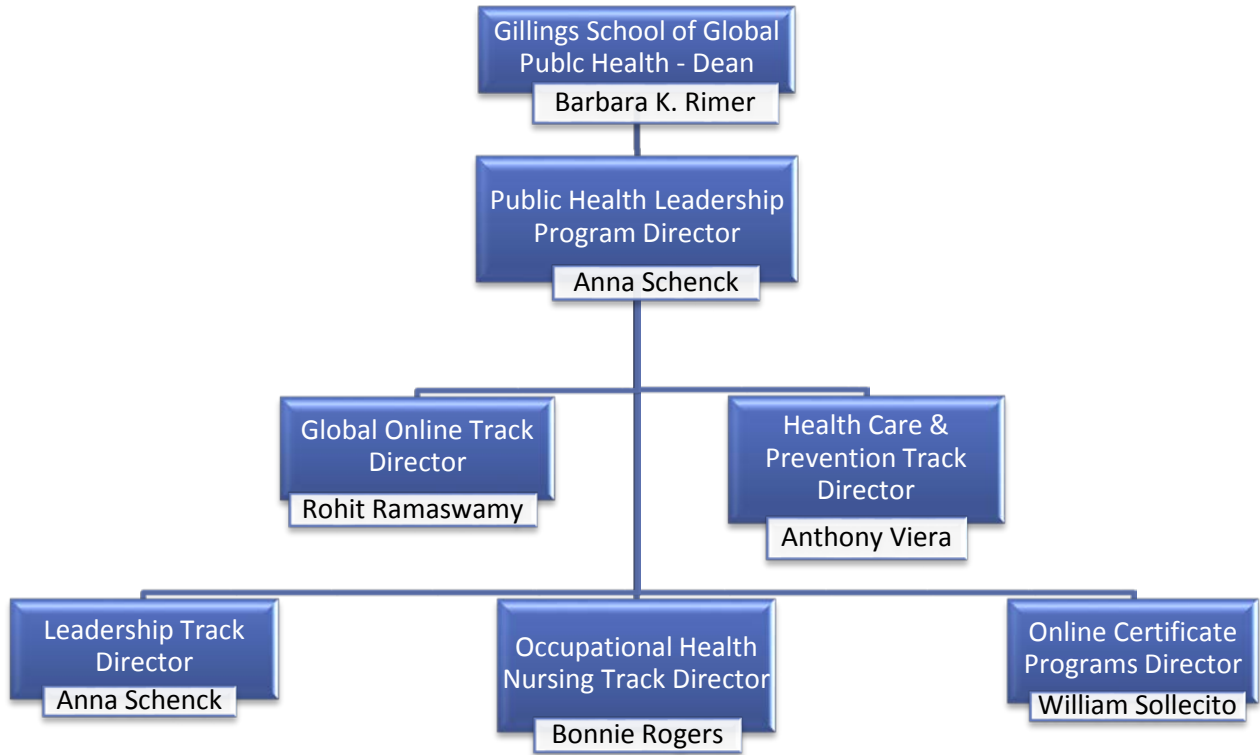 Gillings School of Global
Publc Health - Dean
Barbara K. Rimer
Public Health Leadership
Program Director
Anna Schenck
Global Online Track
Director
Rohit Ramaswamy
Health Care &
Prevention Track
Director
Anthony Viera
Leadership Track
Director
Anna Schenck
Occupational Health
Nursing Track Director
Bonnie Rogers
Online Certificate
Programs Director
William Sollecito